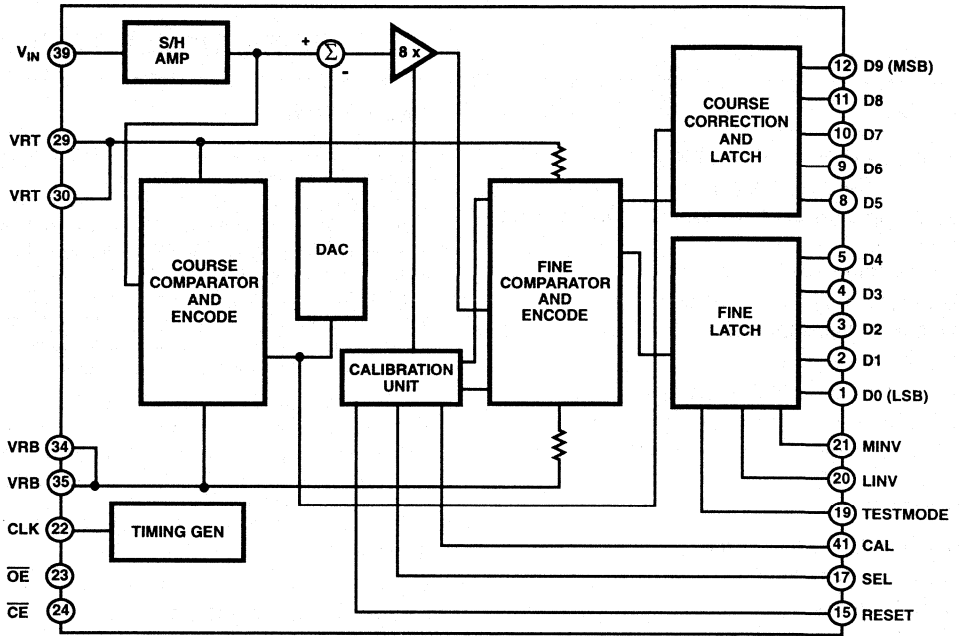 V_IN 39
S/H
AMP
+
Σ
-
8 x
VRT 29
VRT 30
COURSE
COMPARATOR
AND
ENCODE
DAC
CALIBRATION
UNIT
FINE
COMPARATOR
AND
ENCODE
COURSE
CORRECTION
AND
LATCH
FINE
LATCH
12 D9 (MSB)
11 D8
10 D7
9 D6
8 D5
5 D4
4 D3
3 D2
2 D1
1 D0 (LSB)
VRB 34
VRB 35
CLK 22
TIMING GEN
OE 23
CE 24
21 MINV
20 LINV
19 TESTMODE
41 CAL
17 SEL
15 RESET